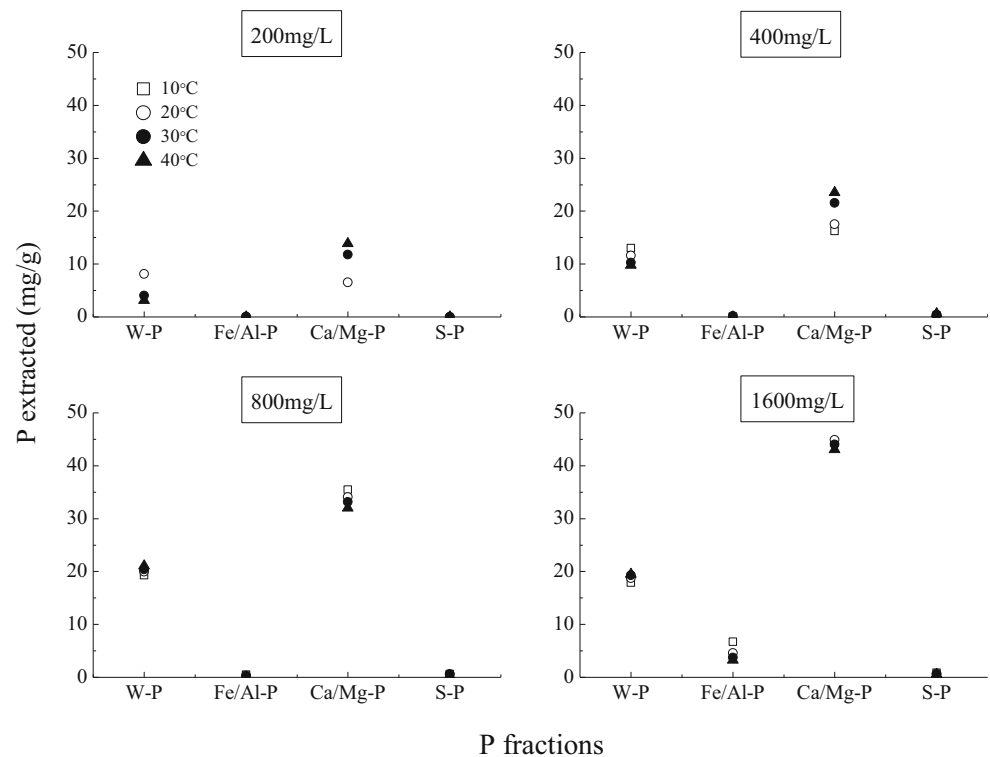 200mg/L
50
40
30
20
10
0
10°C
20°C
30°C
40°C
W-P Fe/Al-P Ca/Mg-P S-P
400mg/L
50
40
30
20
10
0
W-P Fe/Al-P Ca/Mg-P S-P
P extracted (mg/g)
800mg/L
50
40
30
20
10
0
W-P Fe/Al-P Ca/Mg-P S-P
1600mg/L
50
40
30
20
10
0
W-P Fe/Al-P Ca/Mg-P S-P
P fractions